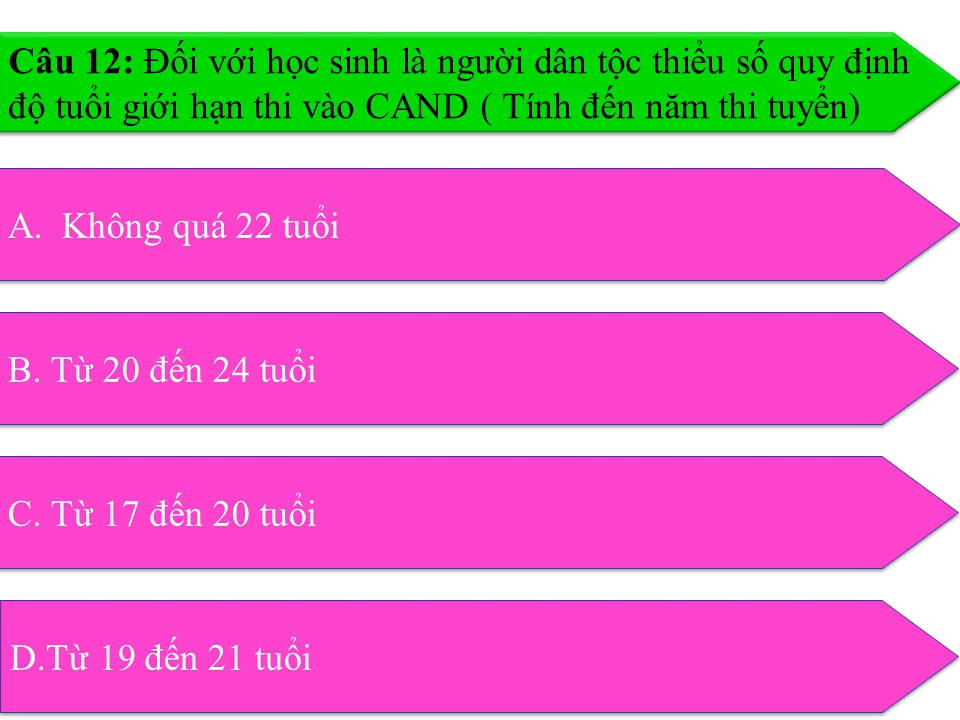 Câu 12: Đối với học sinh là người dân tộc thiểu số quy định
độ tuổi giới hạn thi vào CAND ( Tính đến năm thi tuyển)
A. Không quá 22 tuổi
B. Từ 20 đến 24 tuổi
C. Từ 17 đến 20 tuổi
D.Từ 19 đến 21 tuổi